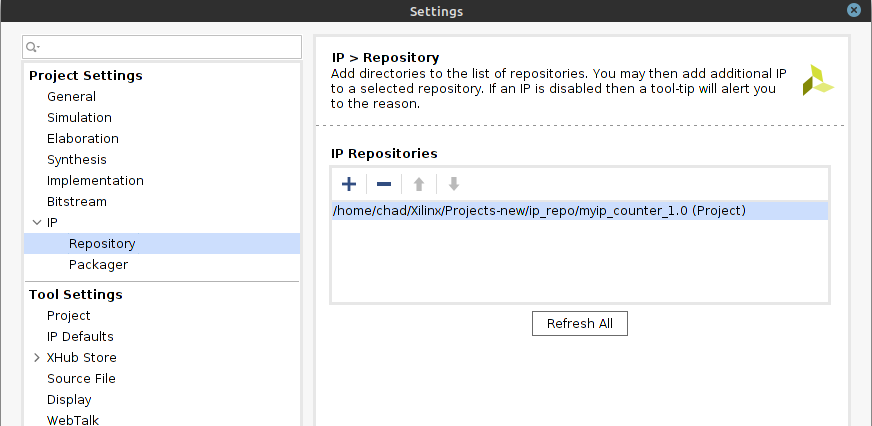 Settings
Project Settings
General
Simulation
Elaboration
Synthesis
Implementation
Bitstream
IP
Repository
Packager
Tool Settings
Project
IP Defaults
XHub Store
Source File
Display
WebTalk
IP > Repository
Add directories to the list of repositories. You may then add additional IP
to a selected repository. If an IP is disabled then a tool-tip will alert you
to the reason.
IP Repositories
/home/chad/Xilinx/Projects-new/ip_repo/myip_counter_1.0 (Project)
Refresh All